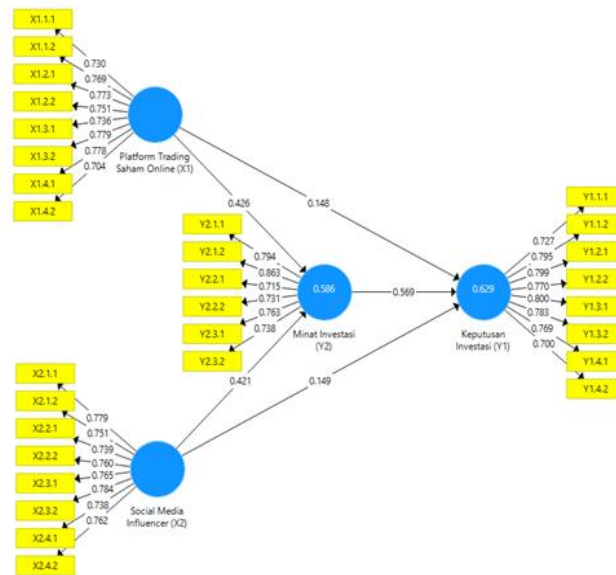 X1.1.1
X1.1.2
X1.2.1
X1.2.2
X1.3.1
X1.3.2
X1.4.1
X1.4.2
0.730
0.769
0.773
0.751
0.736
0.779
0.778
0.704
Platform Trading
Saham Online (X1)
0.426
0.148
Y2.1.1
Y2.1.2
Y2.2.1
Y2.2.2
Y2.3.1
Y2.3.2
0.794
0.863
0.715
0.731
0.763
0.738
0.586
Minat Investasi
(Y2)
0.569
0.629
Keputusan
Investasi (Y1)
Y1.1.1
Y1.1.2
Y1.2.1
Y1.2.2
Y1.3.1
Y1.3.2
Y1.4.1
Y1.4.2
0.727
0.795
0.799
0.770
0.800
0.783
0.769
0.700
0.421
0.149
X2.1.1
X2.1.2
X2.2.1
X2.2.2
X2.3.1
X2.3.2
X2.4.1
X2.4.2
0.779
0.751
0.739
0.760
0.765
0.784
0.738
0.762
Social Media
Influencer (X2)